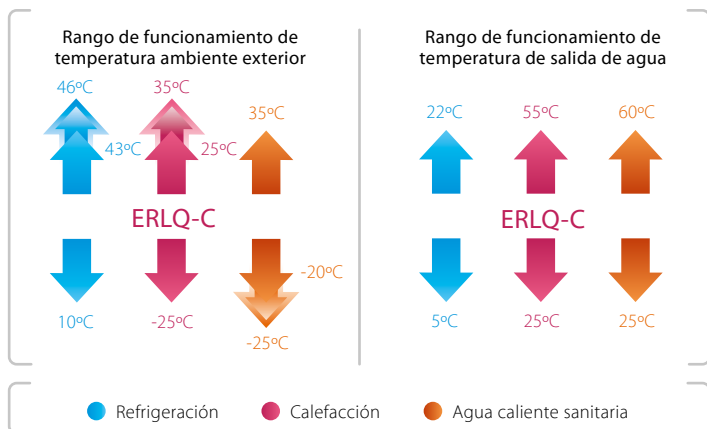 Rango de funcionamiento de
temperatura ambiente exterior
46ºC
35ºC
35ºC
43ºC
25ºC
ERLQ-C
-20ºC
10ºC
-25ºC
-25ºC
Rango de funcionamiento de
temperatura de salida de agua
22ºC
55ºC
60ºC
ERLQ-C
5ºC
25ºC
25ºC
Refrigeración
Calefacción
Agua caliente sanitaria